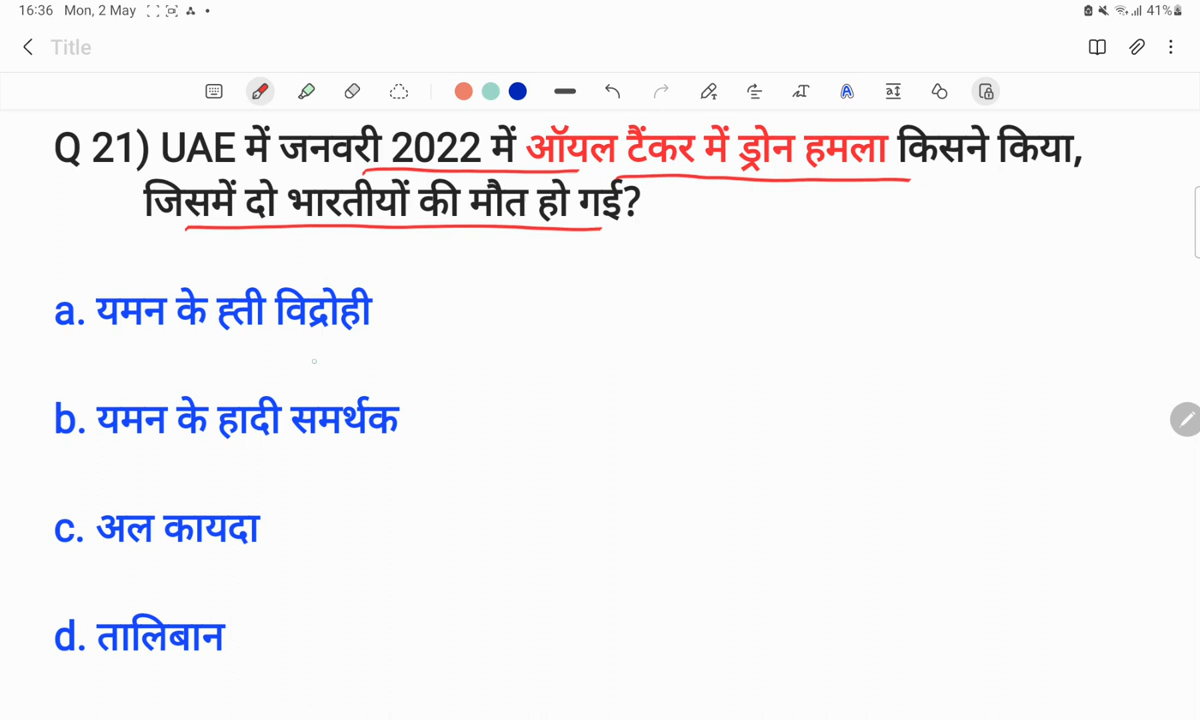 16:36 Mon, 2 May 41%
Title
Q 21) UAE में जनवरी 2022 में ऑयल टैंकर में ड्रोन हमला किसने किया,
जिसमें दो भारतीयों की मौत हो गई?
a. यमन के हूती विद्रोही
b. यमन के हादी समर्थक
c. अल कायदा
d. तालिबान